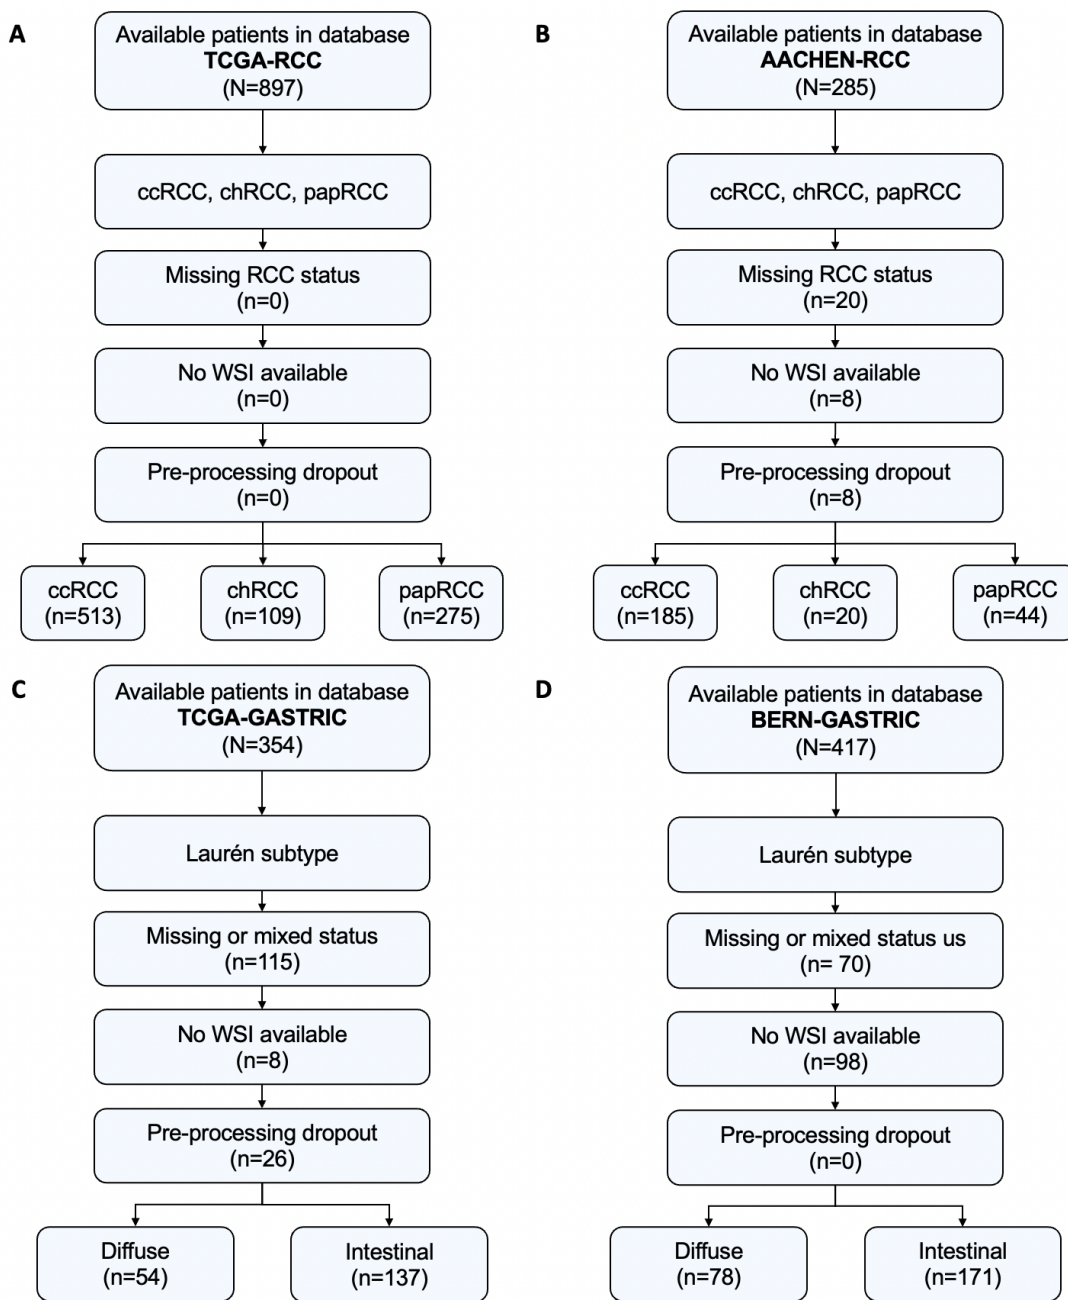 A
Available patients in database
TCGA-RCC
(N=897)
ccRCC, chRCC, papRCC
Missing RCC status
(n=0)
No WSI available
(n=0)
Pre-processing dropout
(n=0)
ccRCC
(n=513)
chRCC
(n=109)
papRCC
(n=275)
B
Available patients in database
AACHEN-RCC
(N=285)
ccRCC, chRCC, papRCC
Missing RCC status
(n=20)
No WSI available
(n=8)
Pre-processing dropout
(n=8)
ccRCC
(n=185)
chRCC
(n=20)
papRCC
(n=44)
C
Available patients in database
TCGA-GASTRIC
(N=354)
Laurén subtype
Missing or mixed status
(n=115)
No WSI available
(n=8)
Pre-processing dropout
(n=26)
Diffuse
(n=54)
Intestinal
(n=137)
D
Available patients in database
BERN-GASTRIC
(N=417)
Laurén subtype
Missing or mixed status us
(n= 70)
No WSI available
(n=98)
Pre-processing dropout
(n=0)
Diffuse
(n=78)
Intestinal
(n=171)